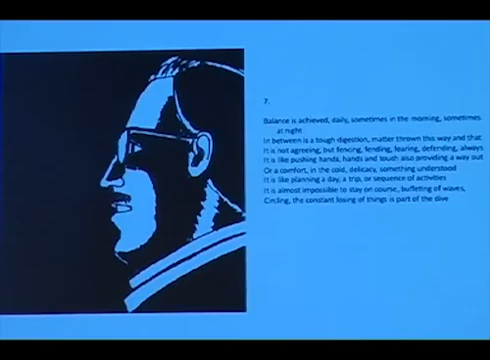 7.
Balance is achieved, daily, sometimes in the morning, sometimes
at night
In between is a tough digestion, matter thrown this way and that
It is not agreeing, but fencing, fending, fearing, defending, always
It is like pushing hands, hands and touch also providing a way out
Or a comfort, in the cold, delicacy, something understood
It is like planning a day, a trip, or sequence of activities
It is almost impossible to stay on course, buffeting of waves,
Circling, the constant losing of things is part of the dive